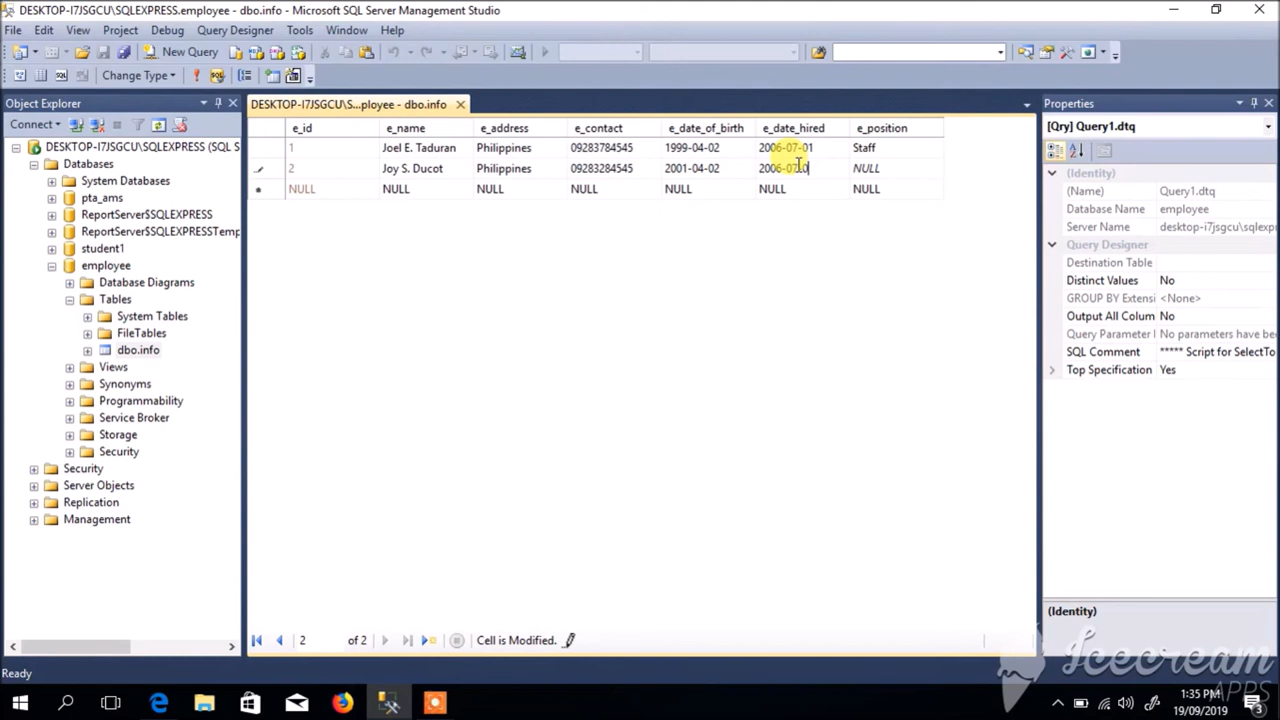 DESKTOP-I7JSGCU\SQLEXPRESS.employee - dbo.info - Microsoft SQL Server Management Studio
File Edit View Project Debug Query Designer Tools Window Help
New Query
Change Type
Object Explorer
Connect
DESKTOP-I7JSGCU\SQLEXPRESS (SQL S
Databases
System Databases
pta_ams
ReportServer$SQLEXPRESS
ReportServer$SQLEXPRESSTemp
student1
employee
Database Diagrams
Tables
System Tables
FileTables
dbo.info
Views
Synonyms
Programmability
Service Broker
Storage
Security
Security
Server Objects
Replication
Management
DESKTOP-I7JSGCU\S...ployee - dbo.info
e_id e_name e_address e_contact e_date_of_birth e_date_hired e_position
1 Joel E. Taduran Philippines 09283784545 1999-04-02 2006-07-01 Staff
2 Joy S. Ducot Philippines 09283284545 2001-04-02 2006-07-0 NULL
NULL NULL NULL NULL NULL NULL NULL
2 of 2 Cell is Modified.
Properties
[Qry] Query1.dtq
(Identity)
(Name) Query1.dtq
Database Name employee
Server Name desktop-i7jsgcu\sqlexpr
Query Designer
Destination Table
Distinct Values No
GROUP BY Extensi <None>
Output All Colum No
Query Parameter No parameters have bee
SQL Comment ***** Script for SelectTo
Top Specification Yes
(Identity)
Ready
Icecream
APPS
1:35 PM
19/09/2019
3